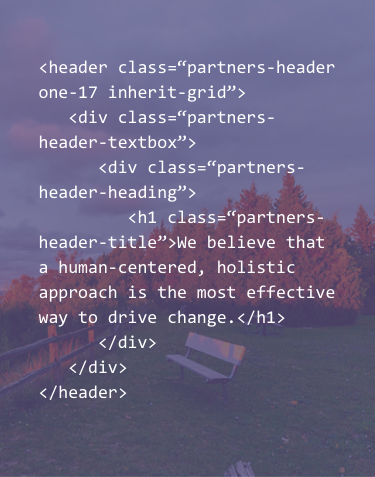 <header class=“partners-header
one-17 inherit-grid”>
<div class=“partners-
header-textbox”>
<div class=“partners-
header-heading”>
<h1 class=“partners-
header-title”>We believe that
a human-centered, holistic
approach is the most effective
way to drive change.</h1>
</div>
</div>
</header>